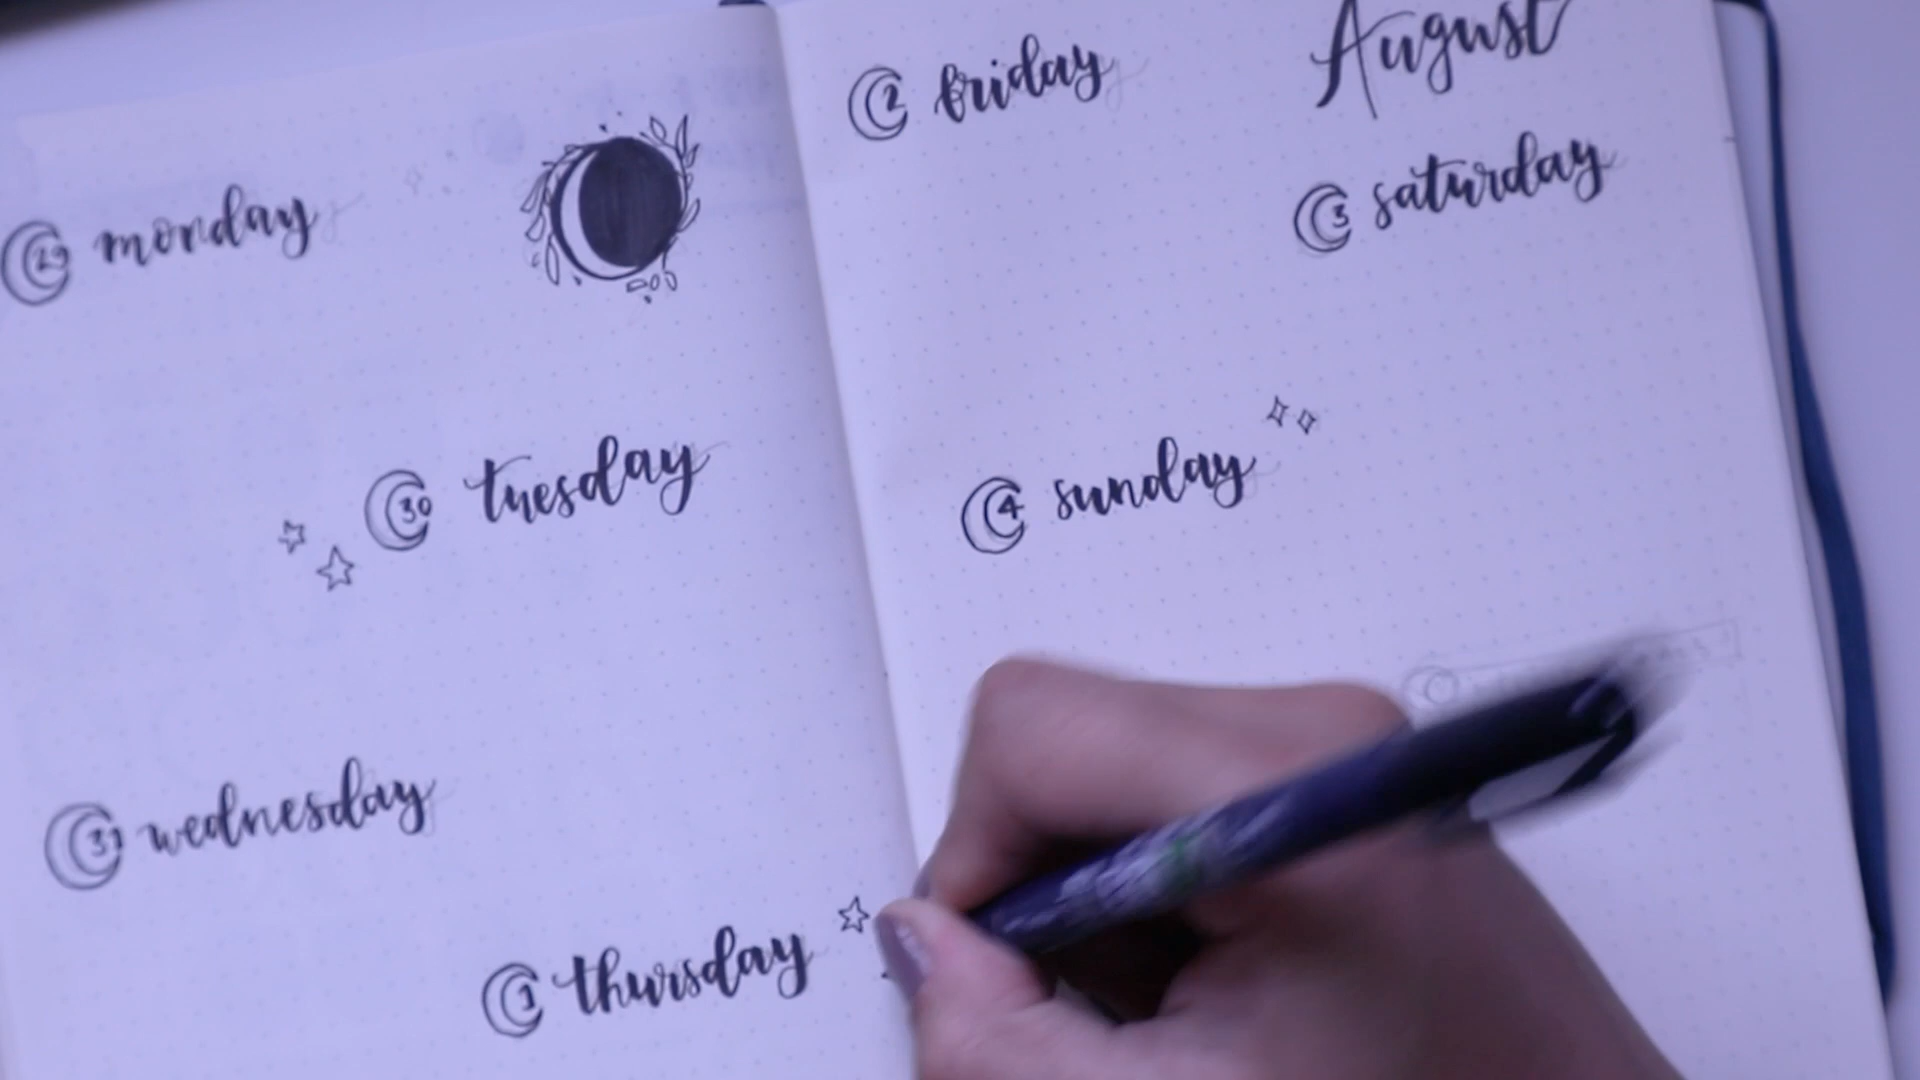 29 monday
30 tuesday
31 wednesday
1 thursday
2 friday
August
3 saturday
4 sunday